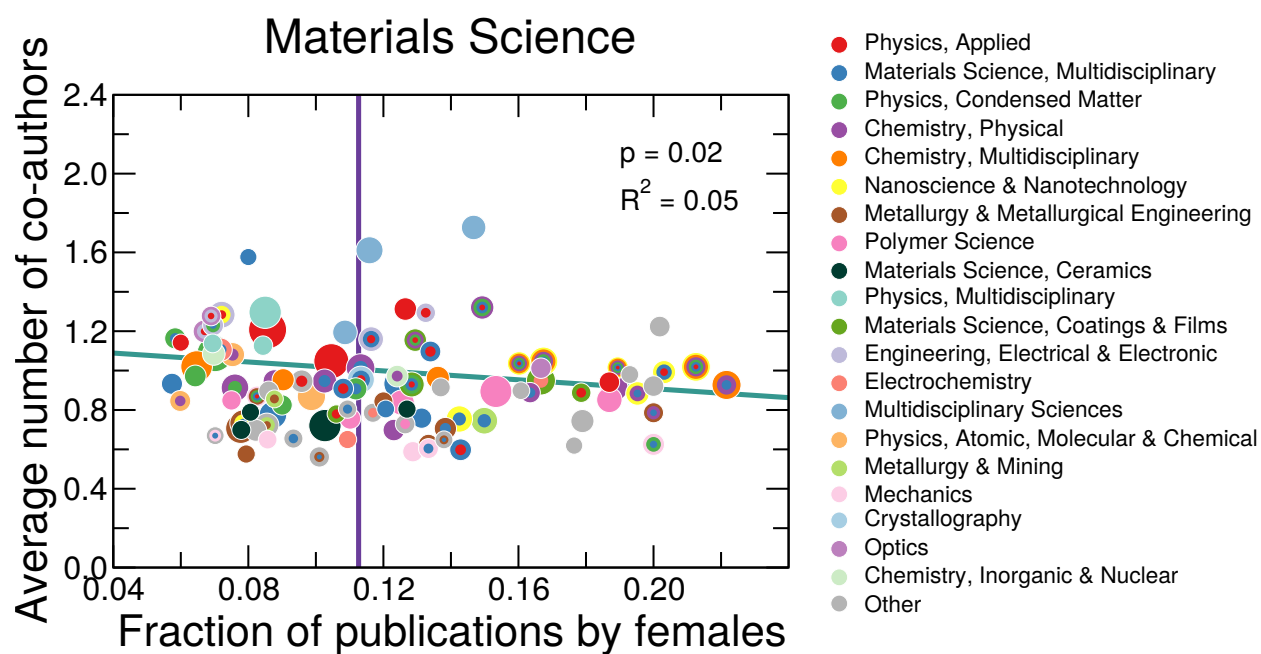 Materials Science
Average number of co-authors
2.4
2.0
1.6
1.2
0.8
0.4
0.0
0.04
0.08
0.12
0.16
0.20
Fraction of publications by females
p = 0.02
R² = 0.05
Physics, Applied
Materials Science, Multidisciplinary
Physics, Condensed Matter
Chemistry, Physical
Chemistry, Multidisciplinary
Nanoscience & Nanotechnology
Metallurgy & Metallurgical Engineering
Polymer Science
Materials Science, Ceramics
Physics, Multidisciplinary
Materials Science, Coatings & Films
Engineering, Electrical & Electronic
Electrochemistry
Multidisciplinary Sciences
Physics, Atomic, Molecular & Chemical
Metallurgy & Mining
Mechanics
Crystallography
Optics
Chemistry, Inorganic & Nuclear
Other